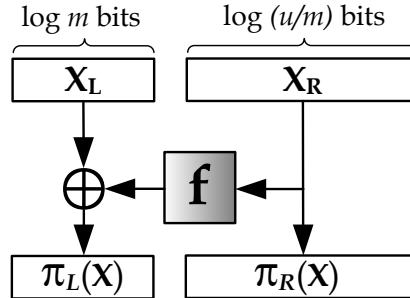 log m bits log (u/m) bits
X_L X_R
⊕ f
π_L(X) π_R(X)